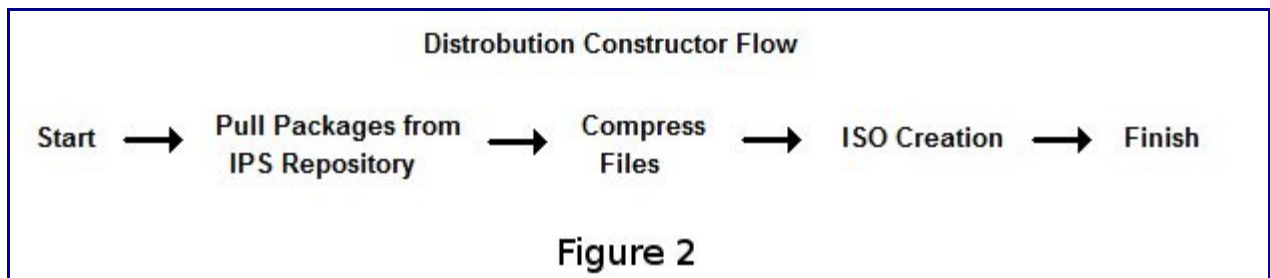 Distrobution Constructor Flow
Start
Pull Packages from
IPS Repository
Compress
Files
ISO Creation
Finish
Figure 2